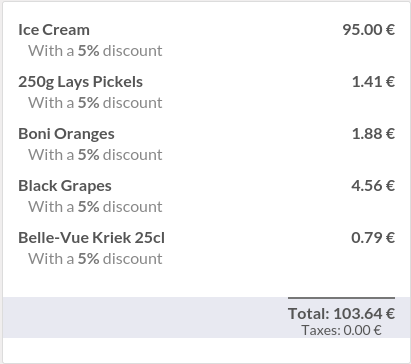 Ice Cream 95.00 €
With a 5% discount
250g Lays Pickels 1.41 €
With a 5% discount
Boni Oranges 1.88 €
With a 5% discount
Black Grapes 4.56 €
With a 5% discount
Belle-Vue Kriek 25cl 0.79 €
With a 5% discount
Total: 103.64 €
Taxes: 0.00 €